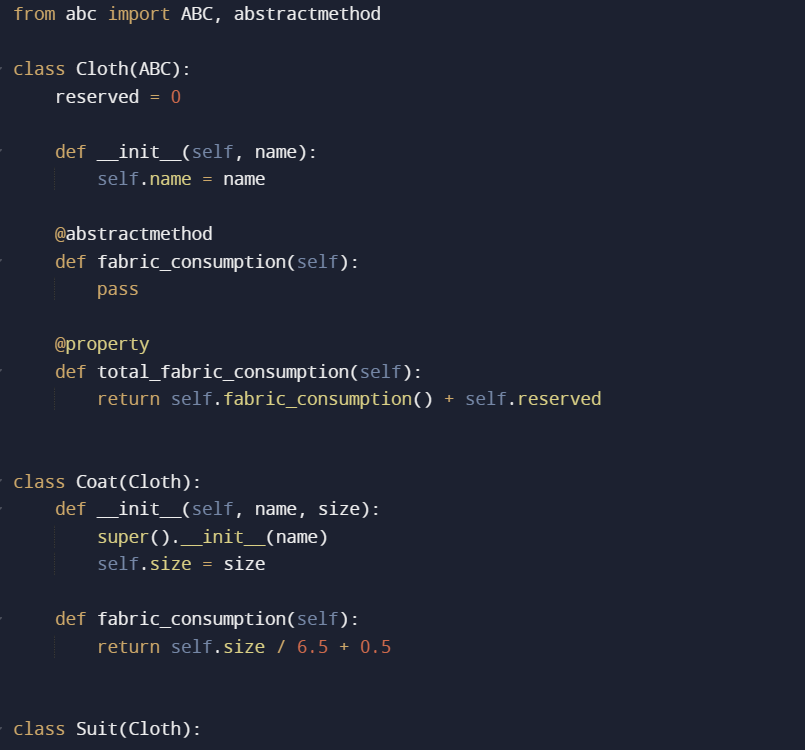 from abc import ABC, abstractmethod
class Cloth(ABC):
    reserved = 0
    def __init__(self, name):
        self.name = name
    @abstractmethod
    def fabric_consumption(self):
        pass
    @property
    def total_fabric_consumption(self):
        return self.fabric_consumption() + self.reserved
class Coat(Cloth):
    def __init__(self, name, size):
        super().__init__(name)
        self.size = size
    def fabric_consumption(self):
        return self.size / 6.5 + 0.5
class Suit(Cloth):